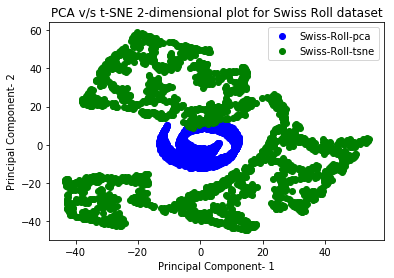 PCA v/s t-SNE 2-dimensional plot for Swiss Roll dataset
Swiss-Roll-pca
Swiss-Roll-tsne
Principal Component- 2
60
40
20
0
−20
−40
−40 −20 0 20 40
Principal Component- 1